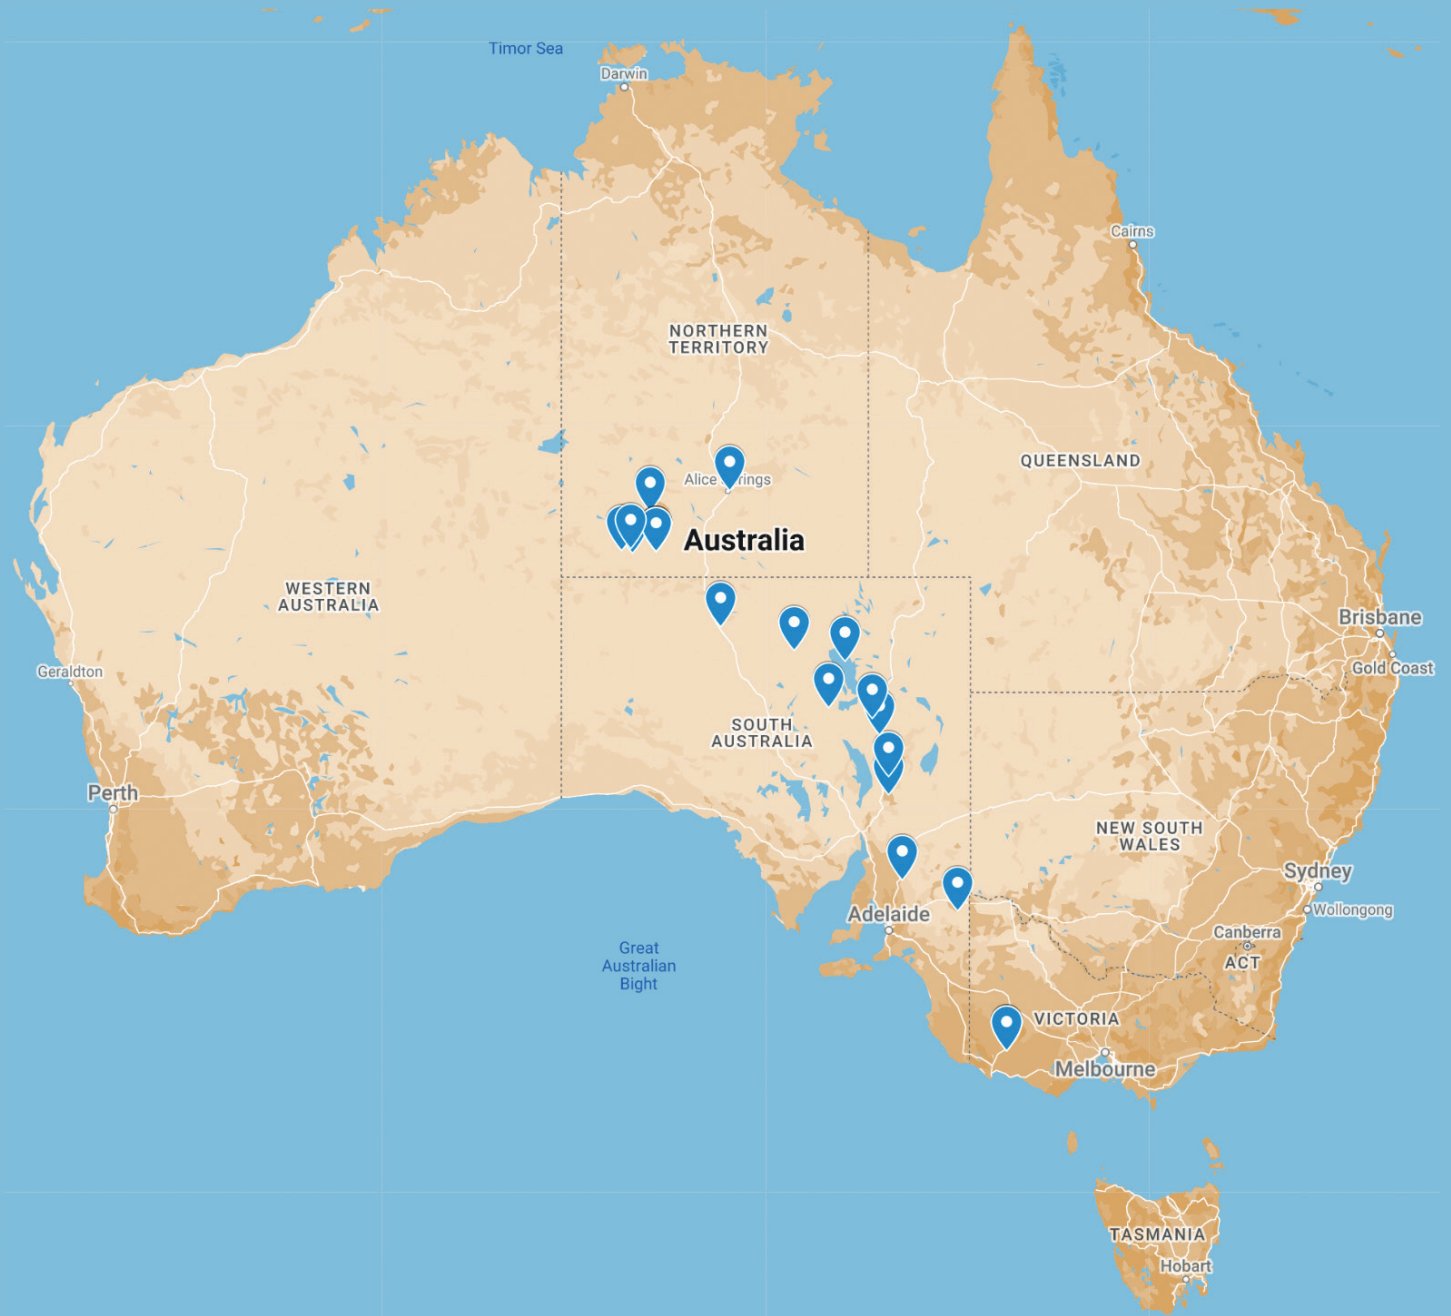 Timor Sea
Darwin
Cairns
NORTHERN
TERRITORY
QUEENSLAND
Alice
rings
Australia
WESTERN
AUSTRALIA
Brisbane
Gold Coast
Geraldton
SOUTH
AUSTRALIA
Perth
NEW SOUTH
WALES
Sydney
Wollongong
Adelaide
Canberra
ACT
Great
Australian
Bight
VICTORIA
Melbourne
TASMANIA
Hobart